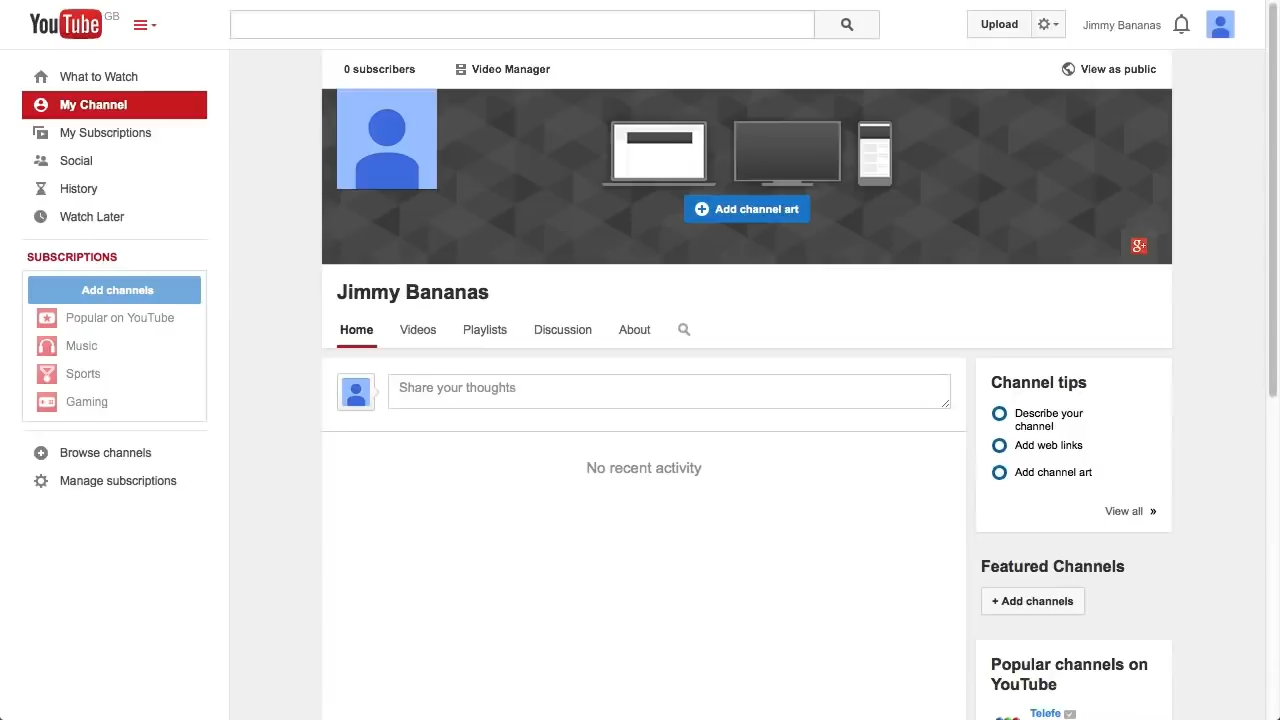 YouTube GB
Upload
Jimmy Bananas
What to Watch
My Channel
My Subscriptions
Social
History
Watch Later
SUBSCRIPTIONS
Add channels
Popular on YouTube
Music
Sports
Gaming
Browse channels
Manage subscriptions
0 subscribers
Video Manager
View as public
Add channel art
g+
Jimmy Bananas
Home
Videos
Playlists
Discussion
About
Share your thoughts
No recent activity
Channel tips
Describe your
channel
Add web links
Add channel art
View all »
Featured Channels
+ Add channels
Popular channels on
YouTube
Telefe